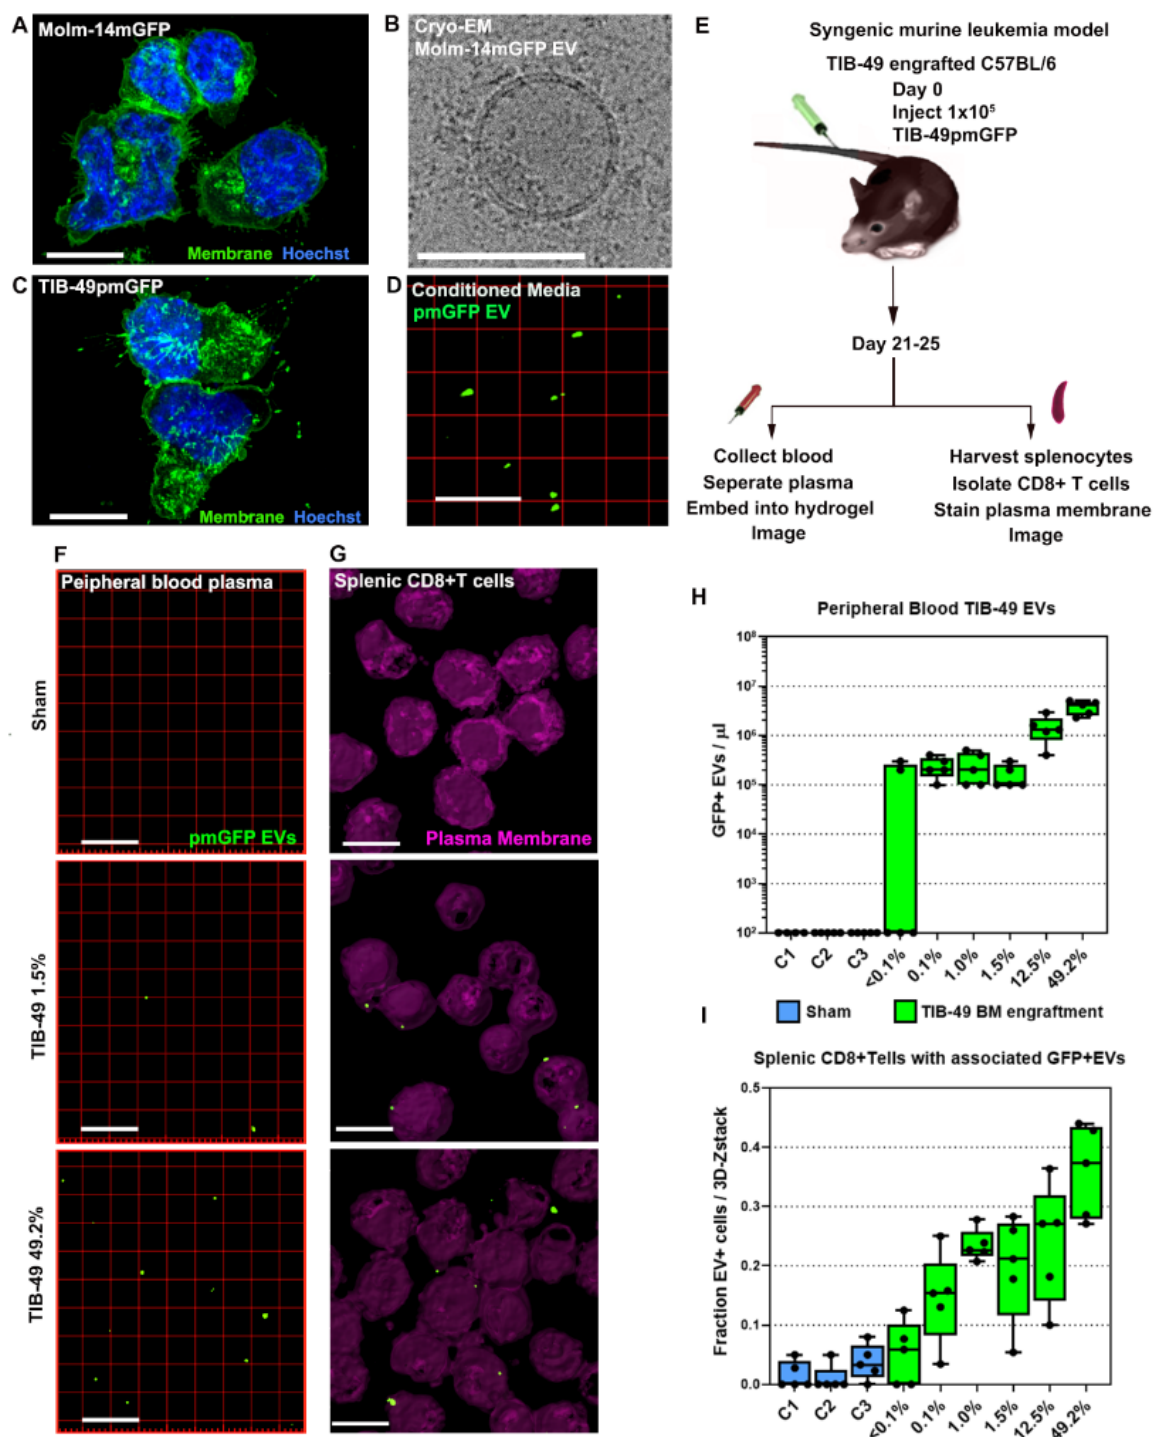 A
Molm-14mGFP
Membrane Hoechst
B
Cryo-EM
Molm-14mGFP EV
C
TIB-49pmGFP
Membrane Hoechst
D
Conditioned Media
pmGFP EV
E
Syngenic murine leukemia model
TIB-49 engrafted C57BL/6
Day 0
Inject 1x10⁵
TIB-49pmGFP
Day 21-25
Collect blood
Seperate plasma
Embed into hydrogel
Image
Harvest splenocytes
Isolate CD8+ T cells
Stain plasma membrane
Image
F
Peipheral blood plasma
Sham
pmGFP EVs
TIB-49 1.5%
TIB-49 49.2%
G
Splenic CD8+T cells
Plasma Membrane
H
Peripheral Blood TIB-49 EVs
GFP+ EVs / µl
10⁸
10⁷
10⁶
10⁵
10⁴
10³
10²
C1 C2 C3 <0.1% 0.1% 1.0% 1.5% 12.5% 49.2%
Sham TIB-49 BM engraftment
I
Splenic CD8+Tells with associated GFP+EVs
Fraction EV+ cells / 3D-Zstack
0.5
0.4
0.3
0.2
0.1
0.0
C1 C2 C3 <0.1% 0.1% 1.0% 1.5% 12.5% 49.2%